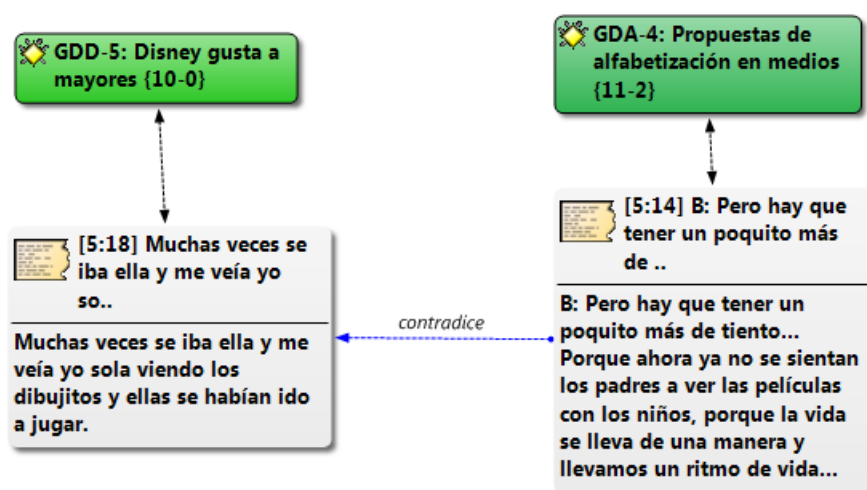 GDD-5: Disney gusta a
mayores {10-0}
GDA-4: Propuestas de
alfabetización en medios
{11-2}
[5:18] Muchas veces se
iba ella y me veía yo
so..
Muchas veces se iba ella y me
veía yo sola viendo los
dibujitos y ellas se habían ido
a jugar.
contradice
[5:14] B: Pero hay que
tener un poquito más
de ..
B: Pero hay que tener un
poquito más de tiento...
Porque ahora ya no se sientan
los padres a ver las películas
con los niños, porque la vida
se lleva de una manera y
llevamos un ritmo de vida...